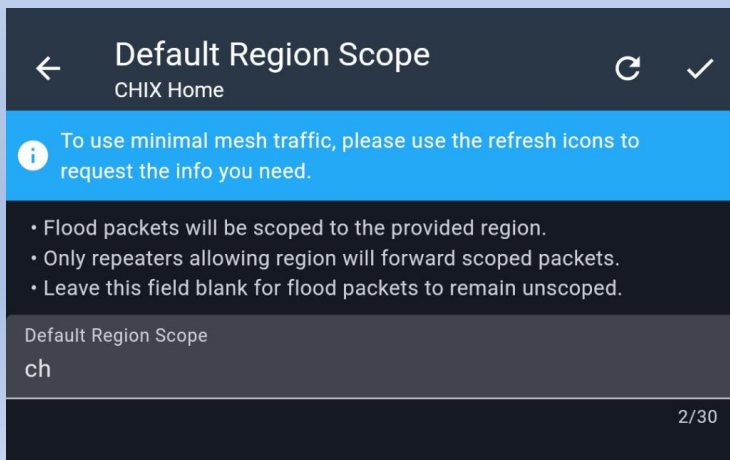 Default Region Scope
CHIX Home
To use minimal mesh traffic, please use the refresh icons to
request the info you need.
• Flood packets will be scoped to the provided region.
• Only repeaters allowing region will forward scoped packets.
• Leave this field blank for flood packets to remain unscoped.
Default Region Scope
ch
2/30